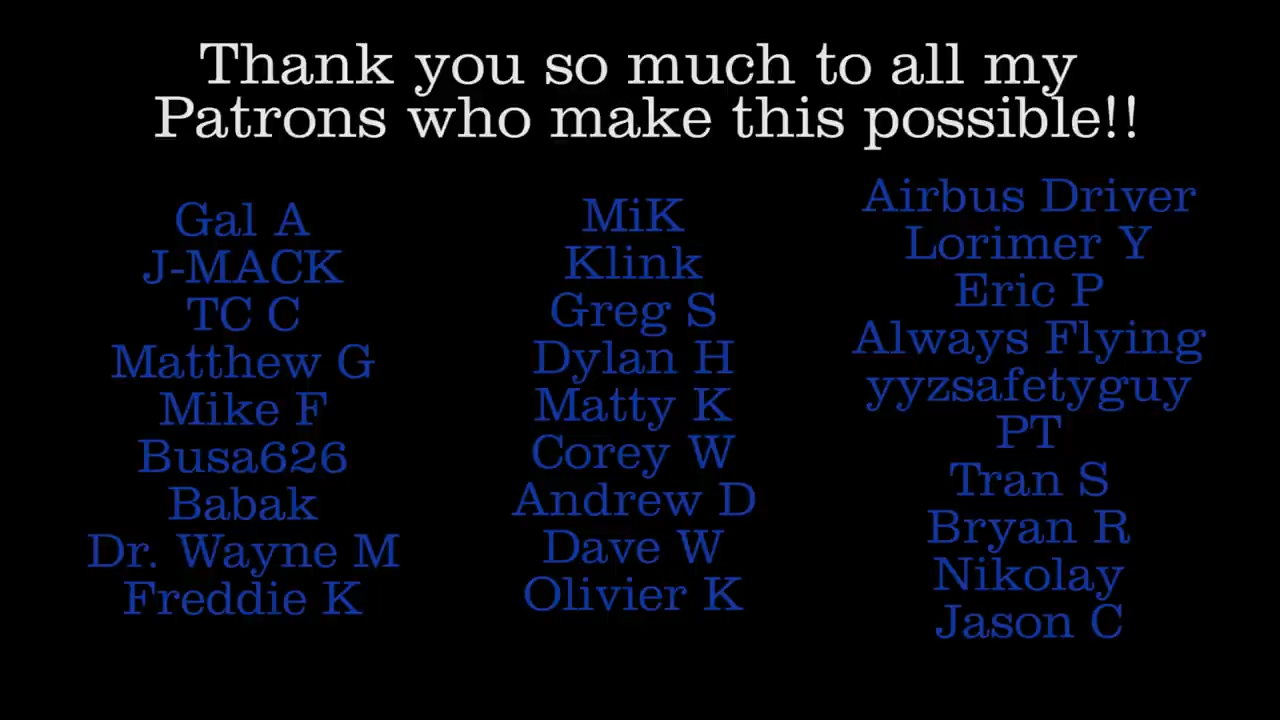 Thank you so much to all my
Patrons who make this possible!!
Gal A
J-MACK
TC C
Matthew G
Mike F
Busa626
Babak
Dr. Wayne M
Freddie K
MiK
Klink
Greg S
Dylan H
Matty K
Corey W
Andrew D
Dave W
Olivier K
Airbus Driver
Lorimer Y
Eric P
Always Flying
yyzsafetyguy
PT
Tran S
Bryan R
Nikolay
Jason C